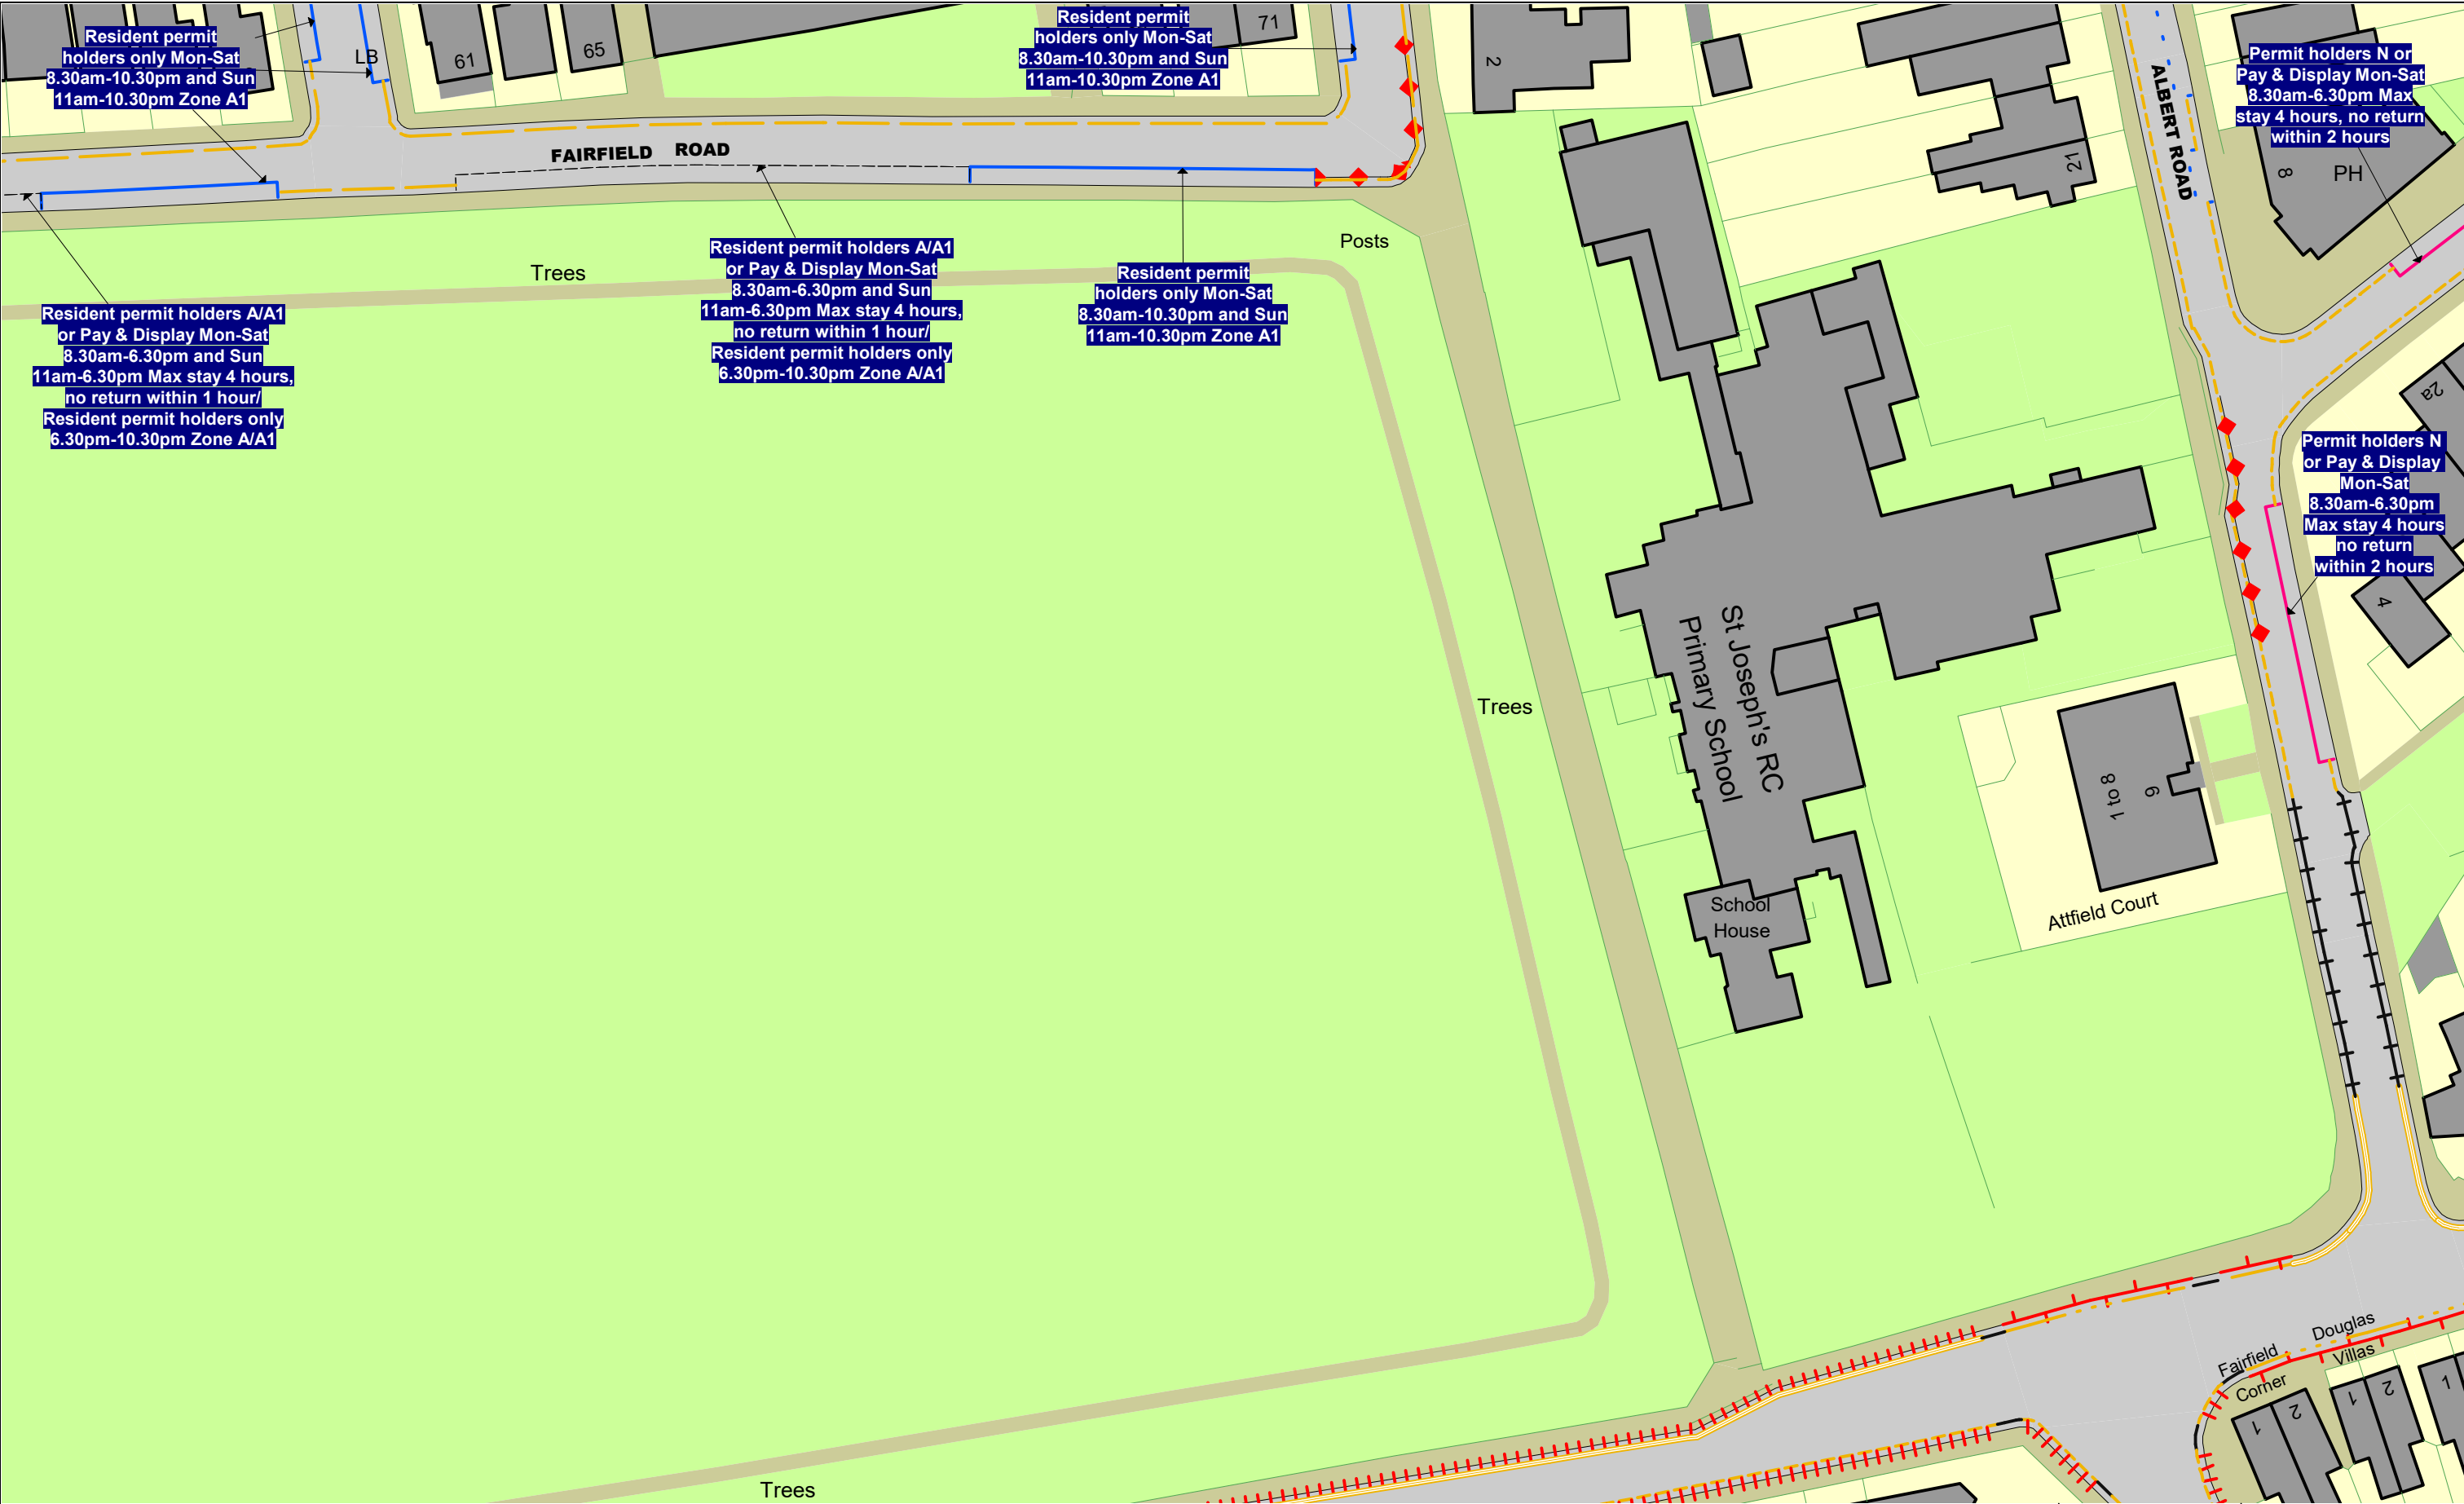 Resident permit
holders only Mon-Sat
8.30am-10.30pm and Sun
11am-10.30pm Zone A1
LB
61
65
Resident permit
holders only Mon-Sat
8.30am-10.30pm and Sun
11am-10.30pm Zone A1
71
2
21
ALBERT ROAD
Permit holders N or
Pay & Display Mon-Sat
8.30am-6.30pm Max
stay 4 hours, no return
within 2 hours
8
PH
FAIRFIELD ROAD
Posts
Trees
Resident permit holders A/A1
or Pay & Display Mon-Sat
8.30am-6.30pm and Sun
11am-6.30pm Max stay 4 hours,
no return within 1 hour/
Resident permit holders only
6.30pm-10.30pm Zone A/A1
Resident permit holders A/A1
or Pay & Display Mon-Sat
8.30am-6.30pm and Sun
11am-6.30pm Max stay 4 hours,
no return within 1 hour/
Resident permit holders only
6.30pm-10.30pm Zone A/A1
Resident permit
holders only Mon-Sat
8.30am-10.30pm and Sun
11am-10.30pm Zone A1
2a
Permit holders N
or Pay & Display
Mon-Sat
8.30am-6.30pm
Max stay 4 hours
no return
within 2 hours
4
Trees
St Joseph's RC
Primary School
1 to 8
9
School
House
Attfield Court
Douglas
Villas
Fairfield
Corner
1
2
1
2
1
Trees